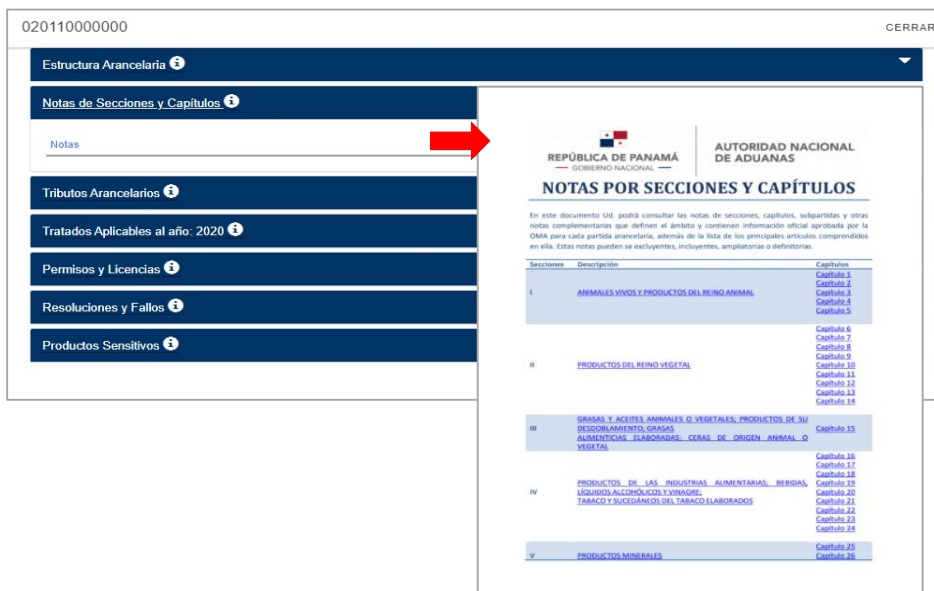 020110000000
CERRAR
Estructura Arancelaria
Notas de Secciones y Capítulos
Notas
Tributos Arancelarios
Tratados Aplicables al año: 2020
Permisos y Licencias
Resoluciones y Fallos
Productos Sensitivos
REPÚBLICA DE PANAMÁ
GOBIERNO NACIONAL
AUTORIDAD NACIONAL
DE ADUANAS
NOTAS POR SECCIONES Y CAPÍTULOS
En este documento Ud. podrá consultar las notas de secciones, capítulos, subpartidas y otras
notas complementarias que definen el ámbito y contienen información oficial aprobada por la
OMA para cada partida arancelaria, además de la lista de los principales artículos comprendidos
en ella. Estas notas pueden se excluyentes, incluyentes, ampliatorias o definitorias.
Secciones Descripción Capítulos
I ANIMALES VIVOS Y PRODUCTOS DEL REINO ANIMAL
Capítulo 1
Capítulo 2
Capítulo 3
Capítulo 4
Capítulo 5
II PRODUCTOS DEL REINO VEGETAL
Capítulo 6
Capítulo 7
Capítulo 8
Capítulo 9
Capítulo 10
Capítulo 11
Capítulo 12
Capítulo 13
Capítulo 14
III
GRASAS Y ACEITES ANIMALES O VEGETALES; PRODUCTOS DE SU
DESDOBLAMIENTO; GRASAS
ALIMENTICIAS ELABORADAS; CERAS DE ORIGEN ANIMAL O
VEGETAL
Capítulo 15
IV
PRODUCTOS DE LAS INDUSTRIAS ALIMENTARIAS; BEBIDAS,
LÍQUIDOS ALCOHÓLICOS Y VINAGRE;
TABACO Y SUCEDÁNEOS DEL TABACO ELABORADOS
Capítulo 16
Capítulo 17
Capítulo 18
Capítulo 19
Capítulo 20
Capítulo 21
Capítulo 22
Capítulo 23
Capítulo 24
V PRODUCTOS MINERALES
Capítulo 25
Capítulo 26